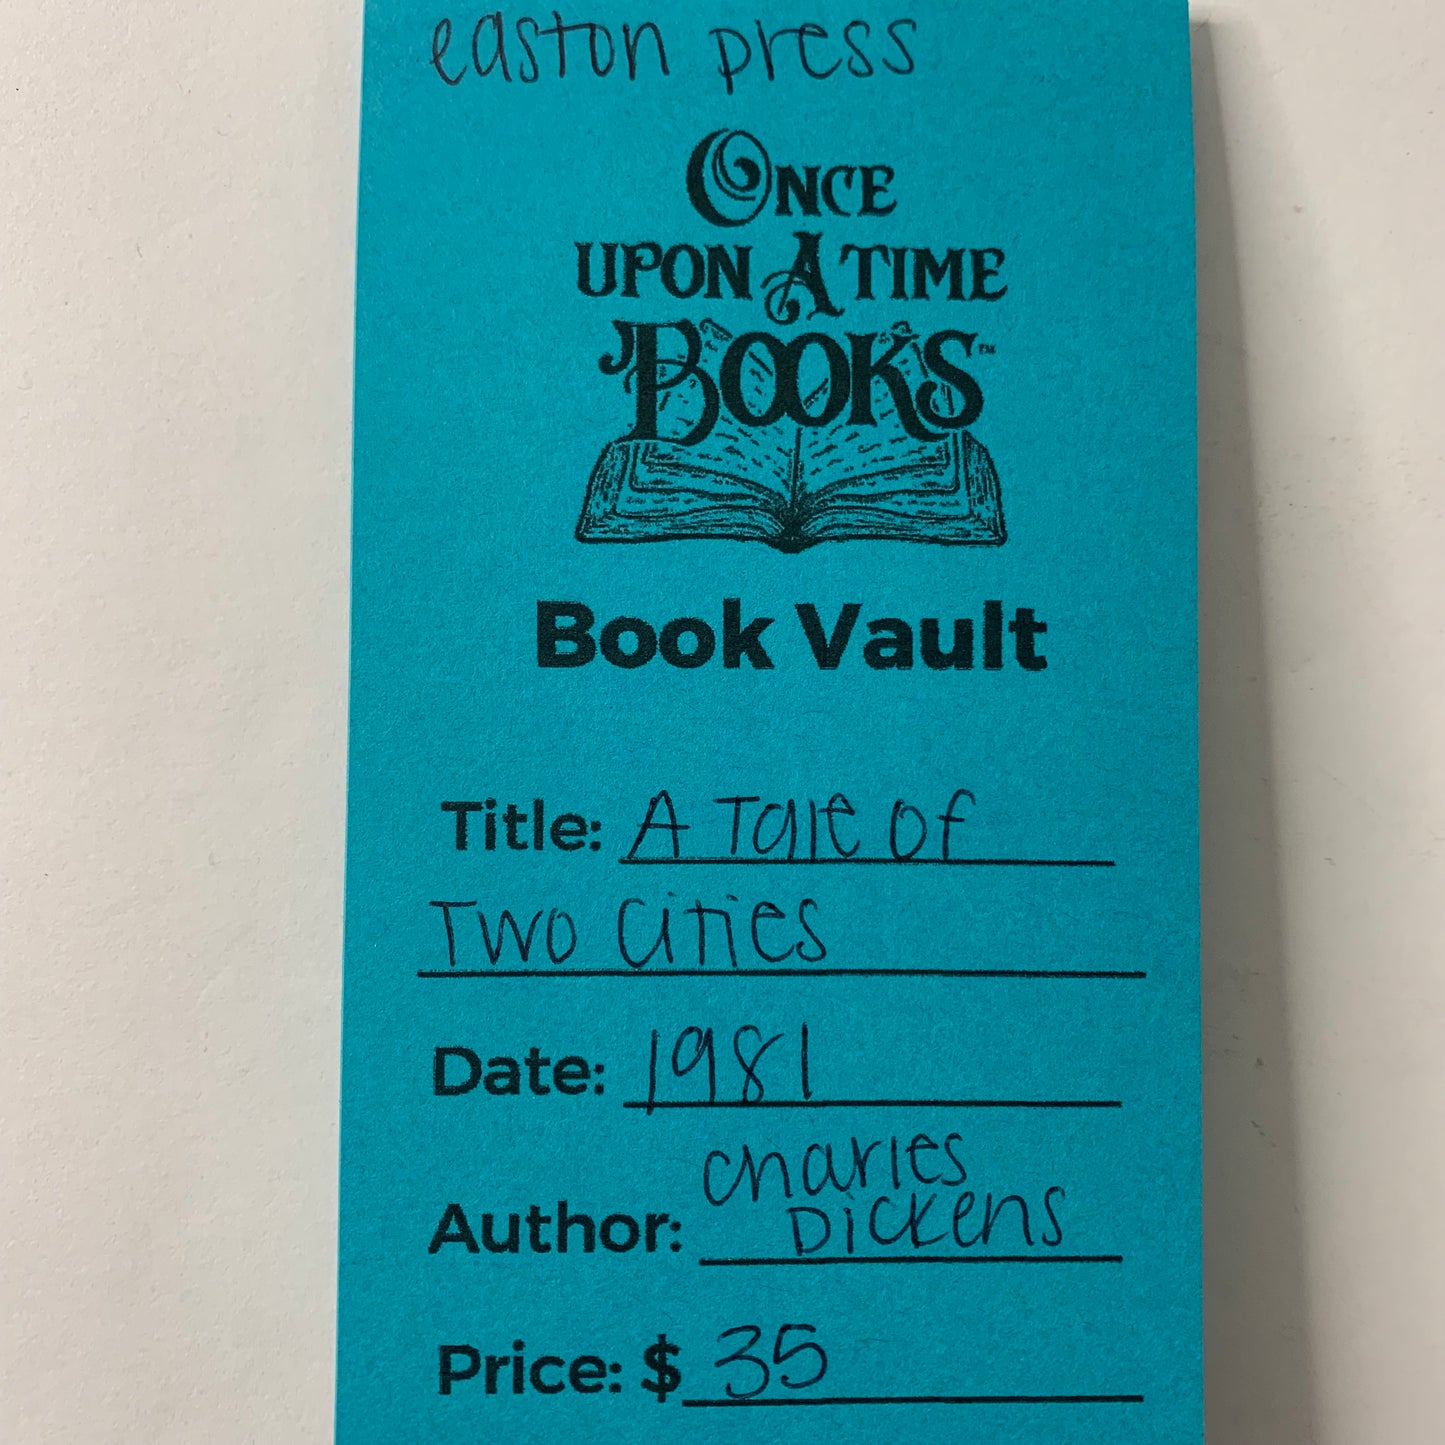 easton press
ONCE
UPON A TIME
BOOKS™
Book Vault
Title: A Tale of
Two Cities
Date: 1981
Charles
Author: Dickens
Price: $ 35